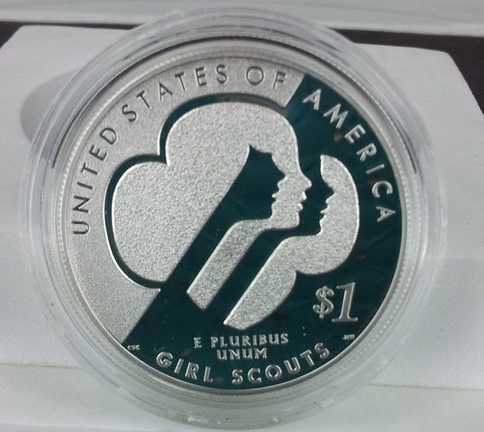 UNITED STATES OF AMERICA
$1
E PLURIBUS
UNUM
GIRL SCOUTS